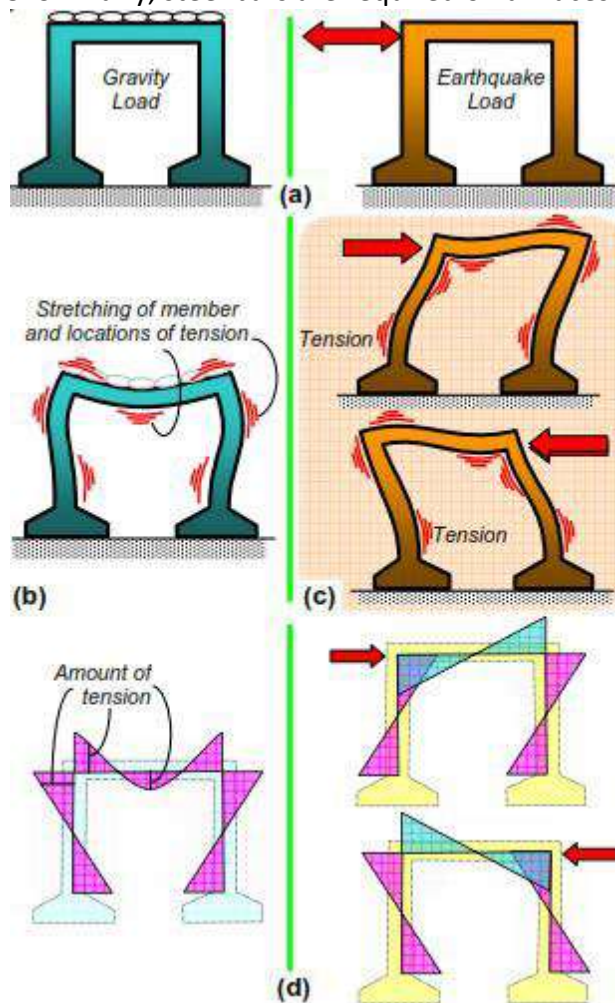 Gravity
Load
Earthquake
Load
(a)
Stretching of member
and locations of tension
Tension
Tension
(b)
(c)
Amount of
tension
(d)